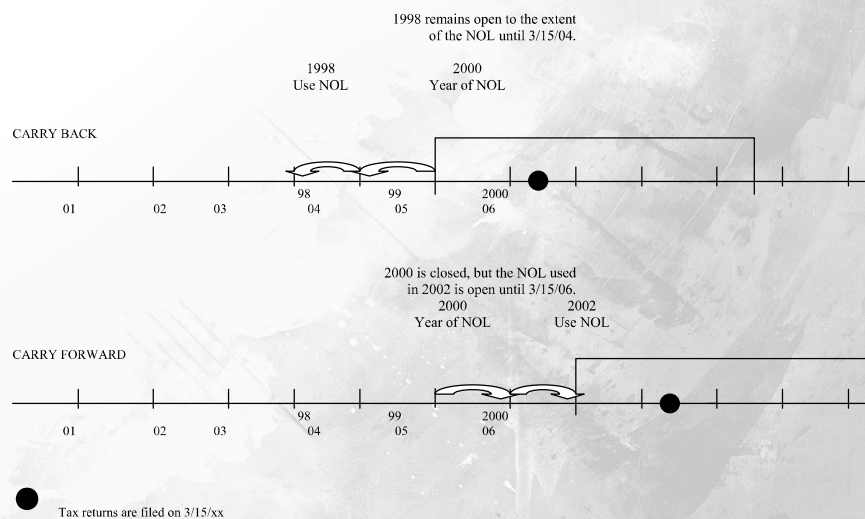 1998 remains open to the extent
of the NOL until 3/15/04.
1998
Use NOL
2000
Year of NOL
CARRY BACK
98 99 2000
01 02 03 04 05 06
2000 is closed, but the NOL used
in 2002 is open until 3/15/06.
2000
Year of NOL
2002
Use NOL
CARRY FORWARD
98 99 2000
01 02 03 04 05 06
Tax returns are filed on 3/15/xx